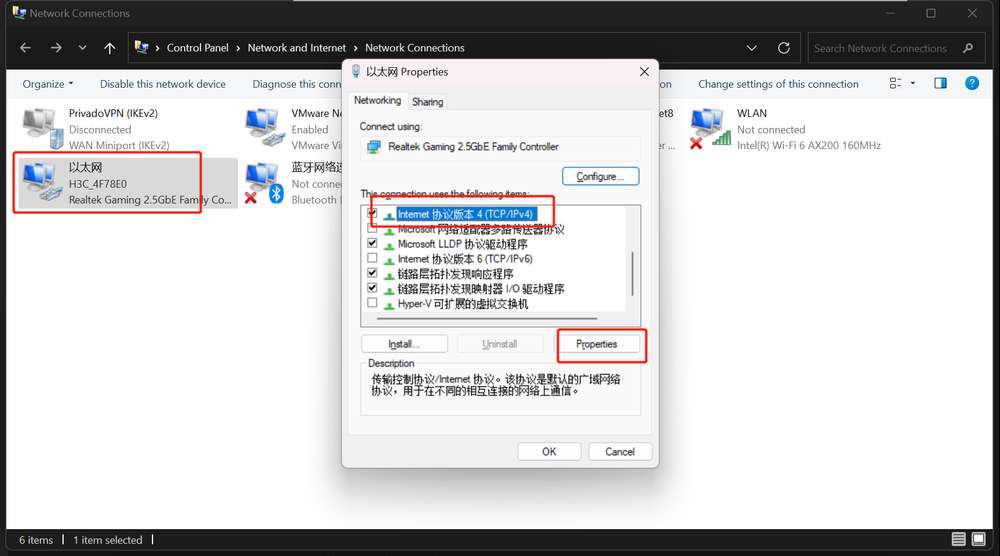 Network Connections
Control Panel > Network and Internet > Network Connections
Search Network Connections
Organize
Disable this network device
Diagnose this conn
on
Change settings of this connection
PrivadoVPN (IKEv2)
Disconnected
WAN Miniport (IKEv2)
VMware Ne
Enabled
VMware Vir
et8
er ...
WLAN
Not connected
Intel(R) Wi-Fi 6 AX200 160MHz
以太网
H3C_4F78E0
Realtek Gaming 2.5GbE Family Co...
蓝牙网络连
Not conne
Bluetooth
以太网 Properties
Networking
Sharing
Connect using:
Realtek Gaming 2.5GbE Family Controller
Configure...
This connection uses the following items:
Internet 协议版本 4 (TCP/IPv4)
Microsoft 网络适配器多路传送器协议
Microsoft LLDP 协议驱动程序
Internet 协议版本 6 (TCP/IPv6)
链路层拓扑发现响应程序
链路层拓扑发现映射器 I/O 驱动程序
Hyper-V 可扩展的虚拟交换机
Install...
Uninstall
Properties
Description
传输控制协议/Internet 协议。该协议是默认的广域网络
协议，用于在不同的相互连接的网络上通信。
OK
Cancel
6 items
1 item selected